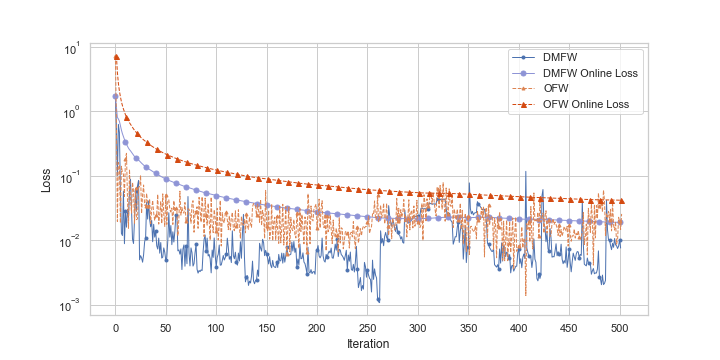 DMFW
DMFW Online Loss
OFW
OFW Online Loss
Loss
10^1
10^0
10^-1
10^-2
10^-3
0 50 100 150 200 250 300 350 400 450 500
Iteration